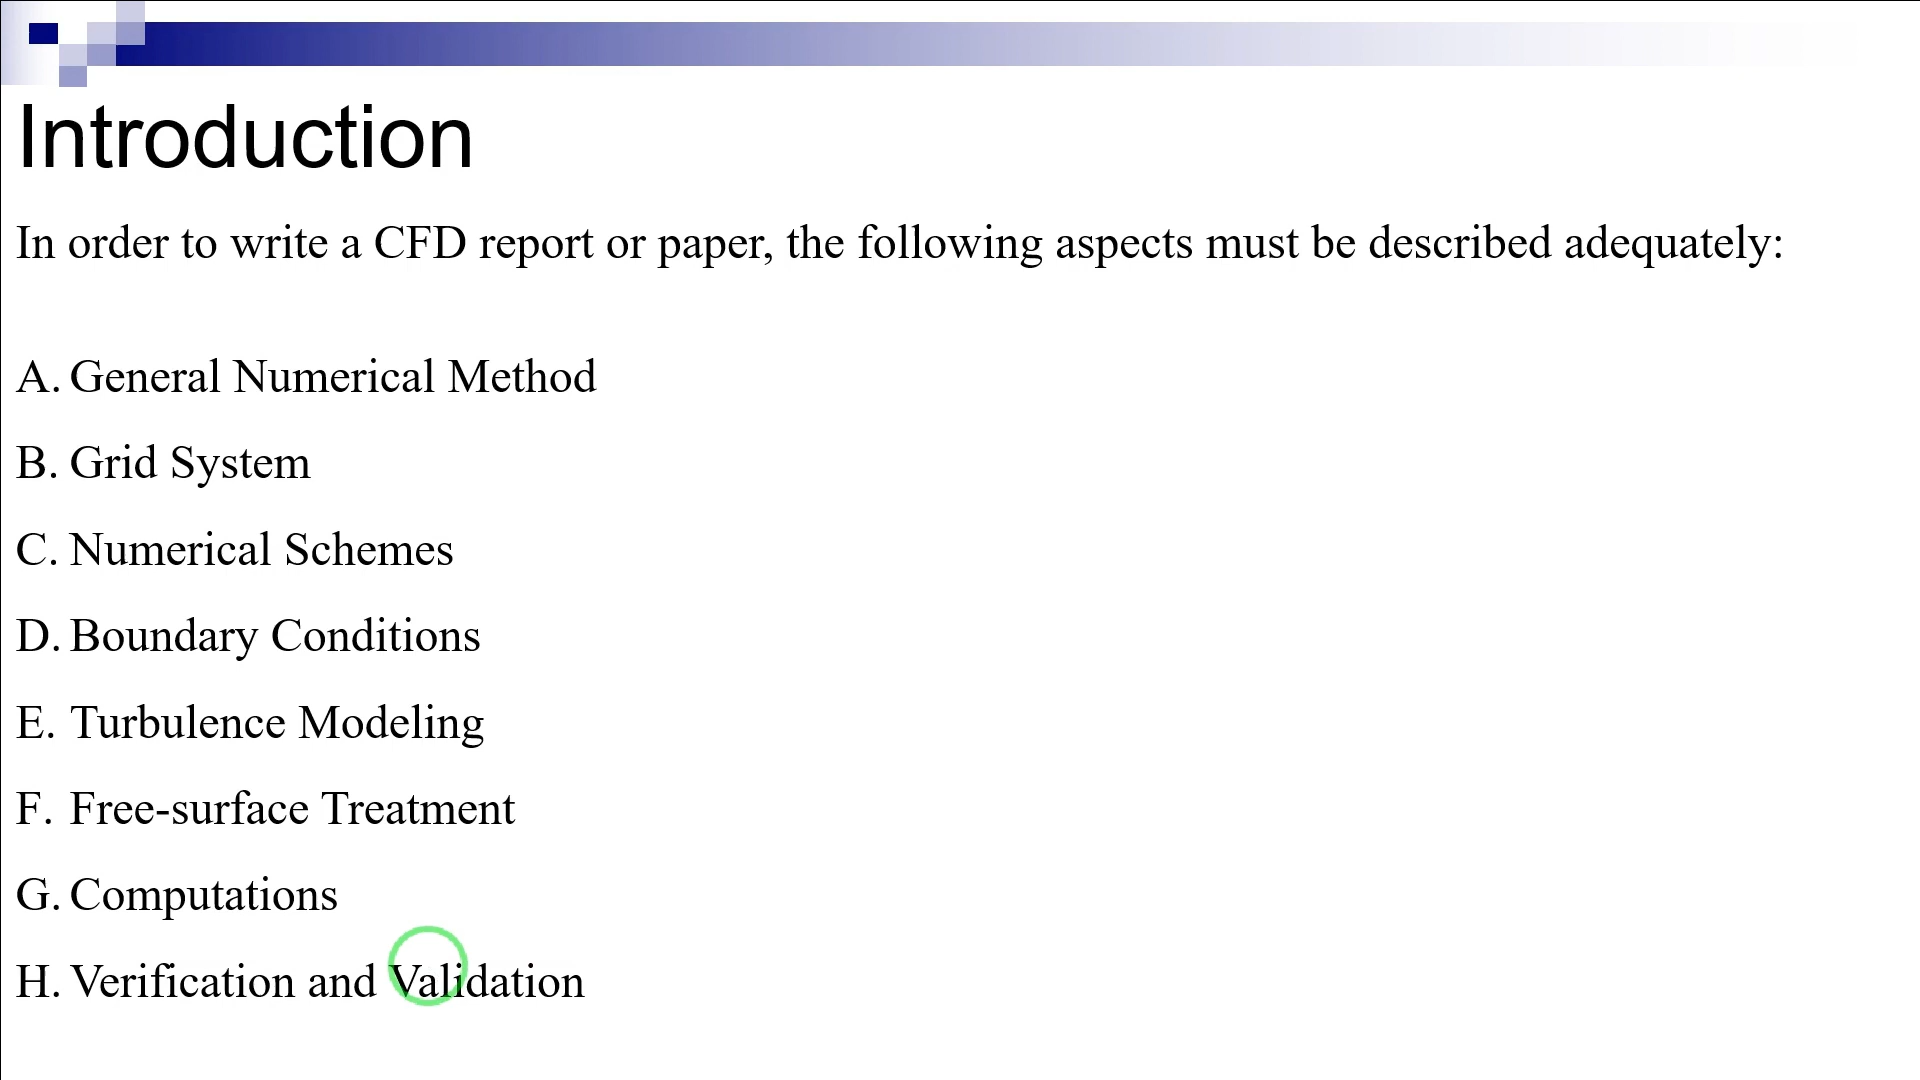 Introduction
In order to write a CFD report or paper, the following aspects must be described adequately:
A. General Numerical Method
B. Grid System
C. Numerical Schemes
D. Boundary Conditions
E. Turbulence Modeling
F. Free-surface Treatment
G. Computations
H. Verification and Validation